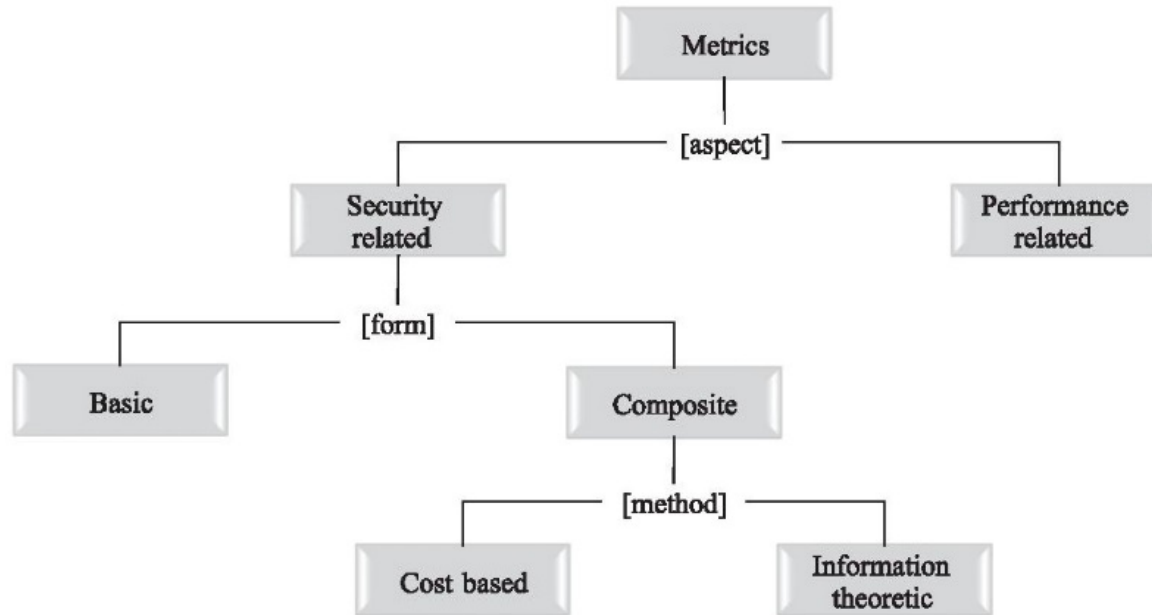 Metrics
[aspect]
Security
related
Performance
related
[form]
Basic
Composite
[method]
Cost based
Information
theoretic